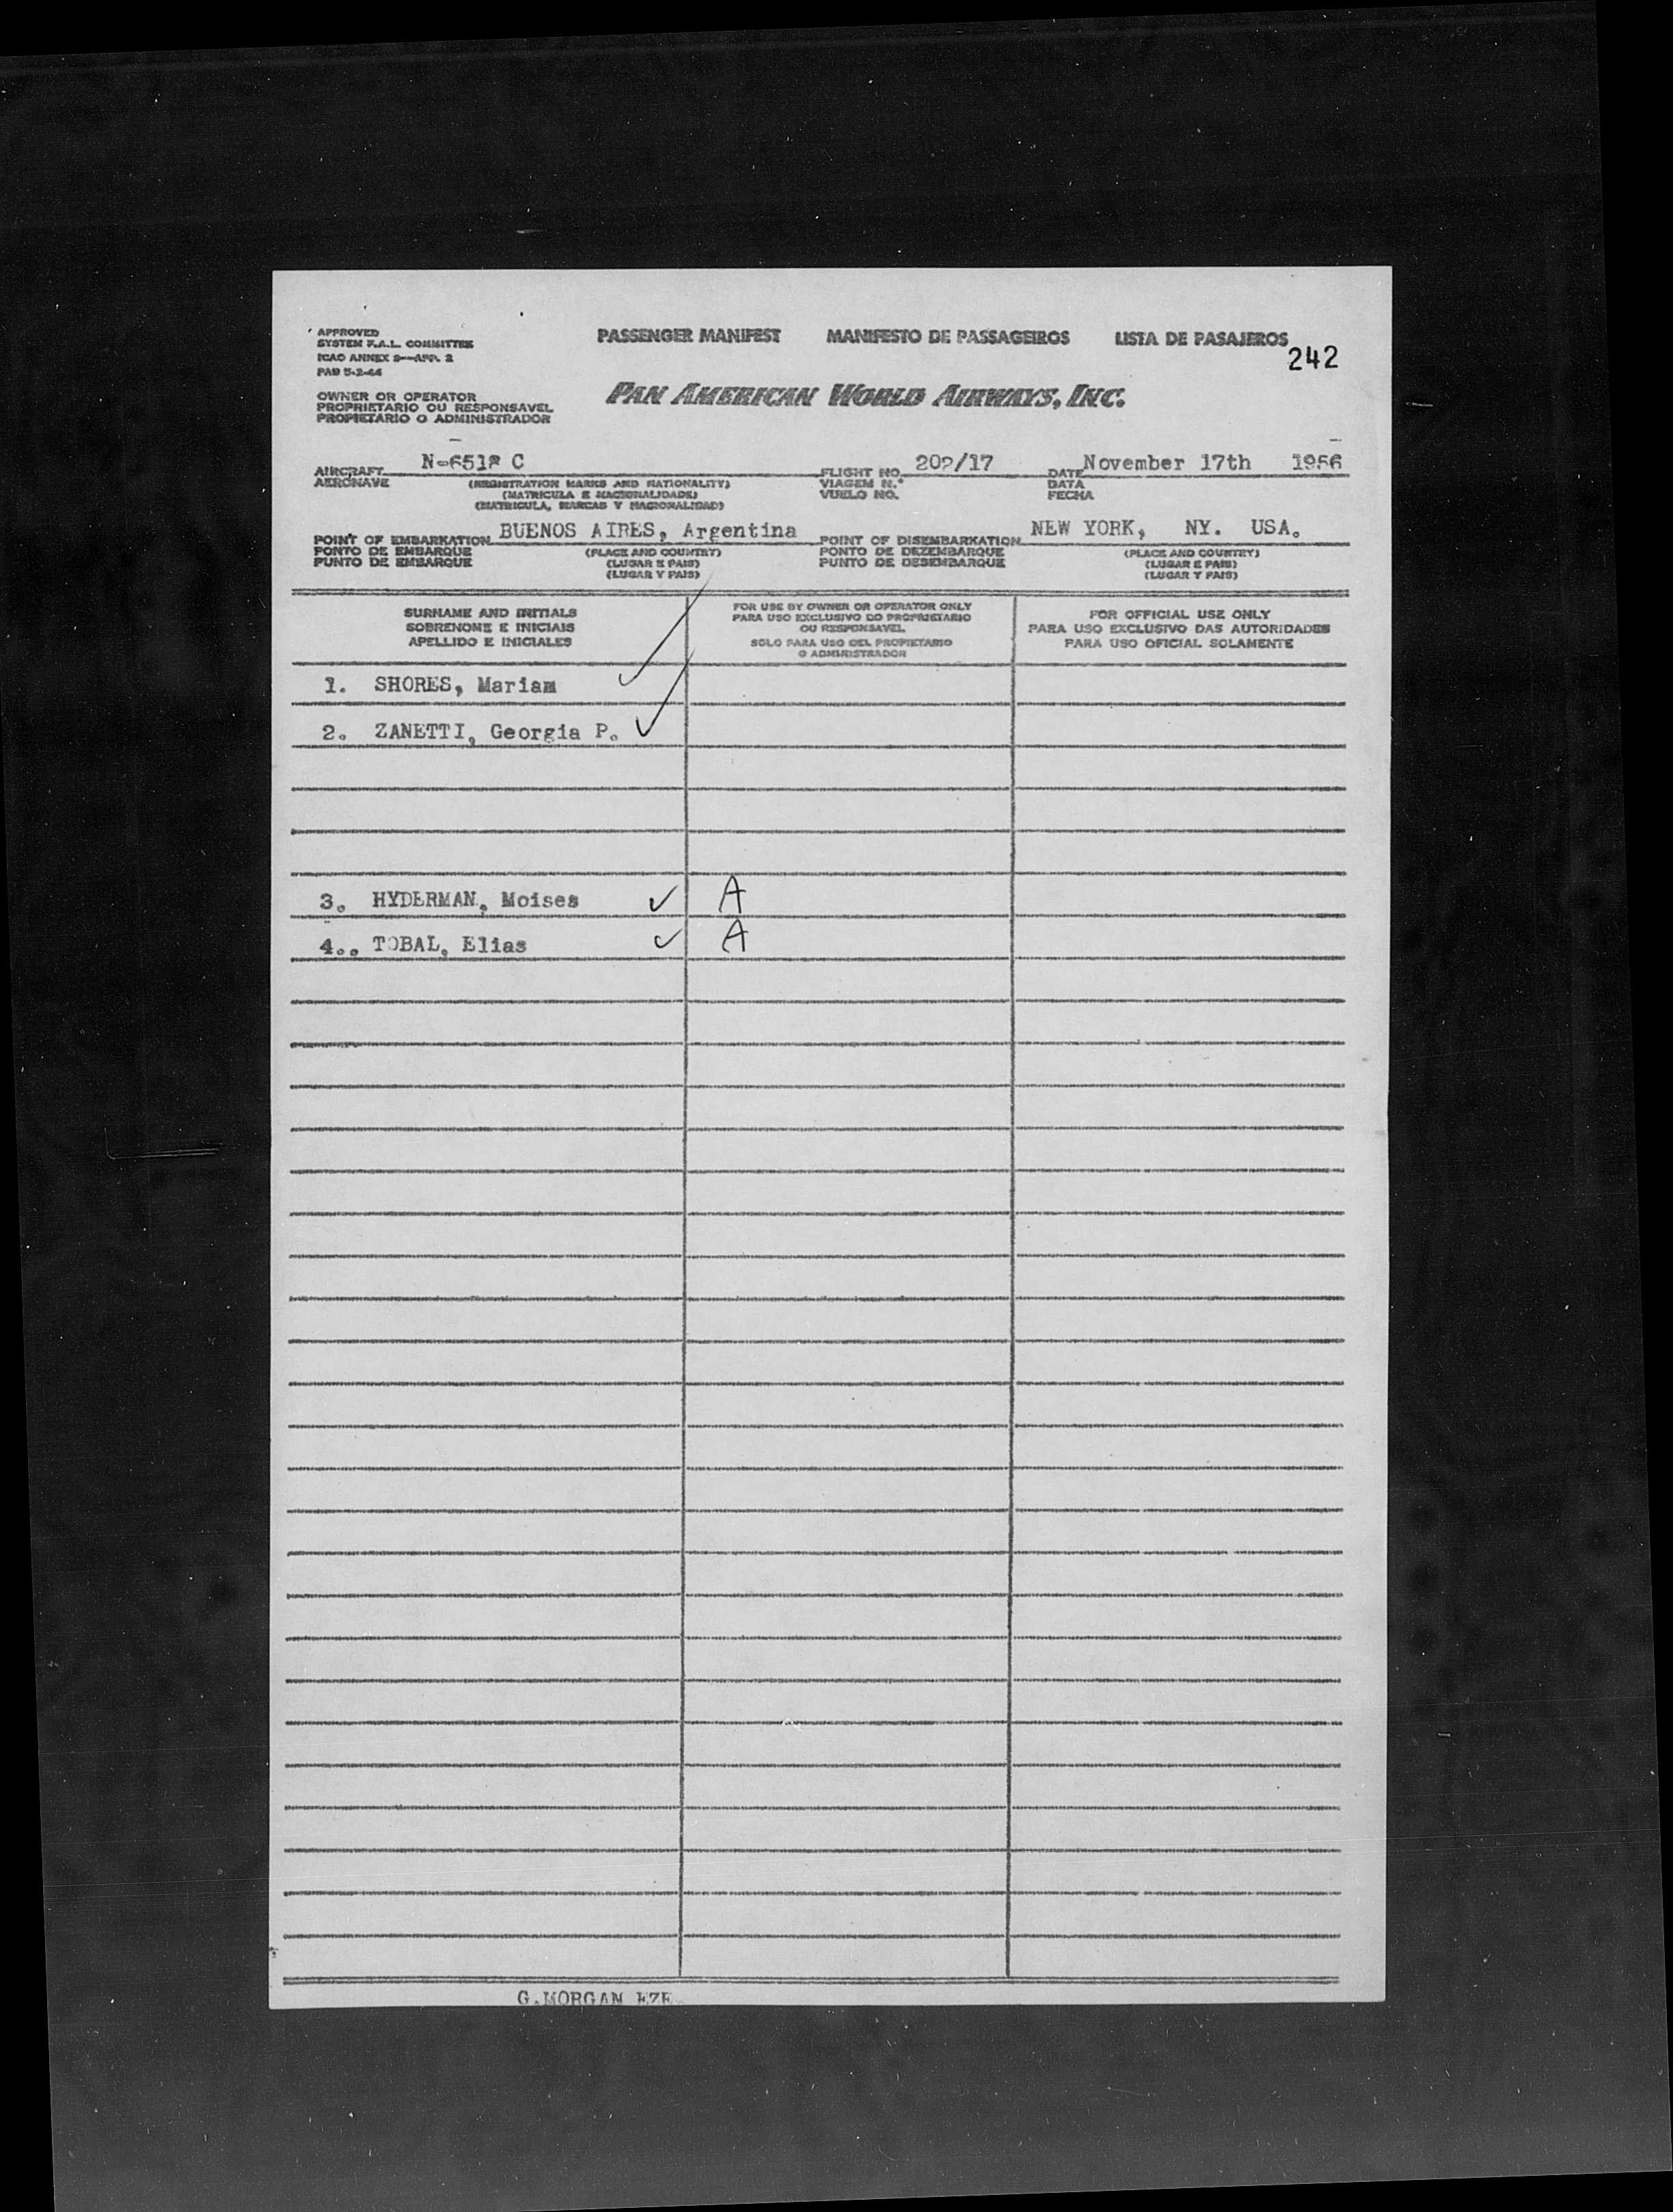 APPROVED
SYSTEM F.A.L. COMMITTEE
ICAO ANNEX 9—APP. 2
PAD 5-2-44
PASSENGER MANIFEST MANIFESTO DE PASSAGEIROS LISTA DE PASAJEROS
242
OWNER OR OPERATOR
PROPRIETARIO OU RESPONSAVEL
PROPIETARIO O ADMINISTRADOR
PAN AMERICAN WORLD AIRWAYS, INC.
AIRCRAFT N-6518 C FLIGHT NO. 202/17 DATE November 17th 1956
AERONAVE (REGISTRATION MARKS AND NATIONALITY) VIAGEM N.° DATA
(MATRICULA E NACIONALIDADE) VUELO NO. FECHA
(MATRICULA, MARCAS Y NACIONALIDAD)
POINT OF EMBARKATION BUENOS AIRES, Argentina POINT OF DISEMBARKATION NEW YORK, NY. USA.
PONTO DE EMBARQUE (PLACE AND COUNTRY) PONTO DE DEZEMBARQUE (PLACE AND COUNTRY)
PUNTO DE EMBARQUE (LUGAR E PAIS) PUNTO DE DESEMBARQUE (LUGAR E PAIS)
(LUGAR Y PAIS) (LUGAR Y PAIS)
SURNAME AND INITIALS
SOBRENOME E INICIAIS
APELLIDO E INICIALES
FOR USE BY OWNER OR OPERATOR ONLY
PARA USO EXCLUSIVO DO PROPRIETARIO
OU RESPONSAVEL
SOLO PARA USO DEL PROPIETARIO
O ADMINISTRADOR
FOR OFFICIAL USE ONLY
PARA USO EXCLUSIVO DAS AUTORIDADES
PARA USO OFICIAL SOLAMENTE
1. SHORES, Mariam ✓
2. ZANETTI, Georgia P. ✓
3. HYDERMAN, Moises ✓ A
4.. TOBAL, Elias ✓ A
G.MORGAN EZE